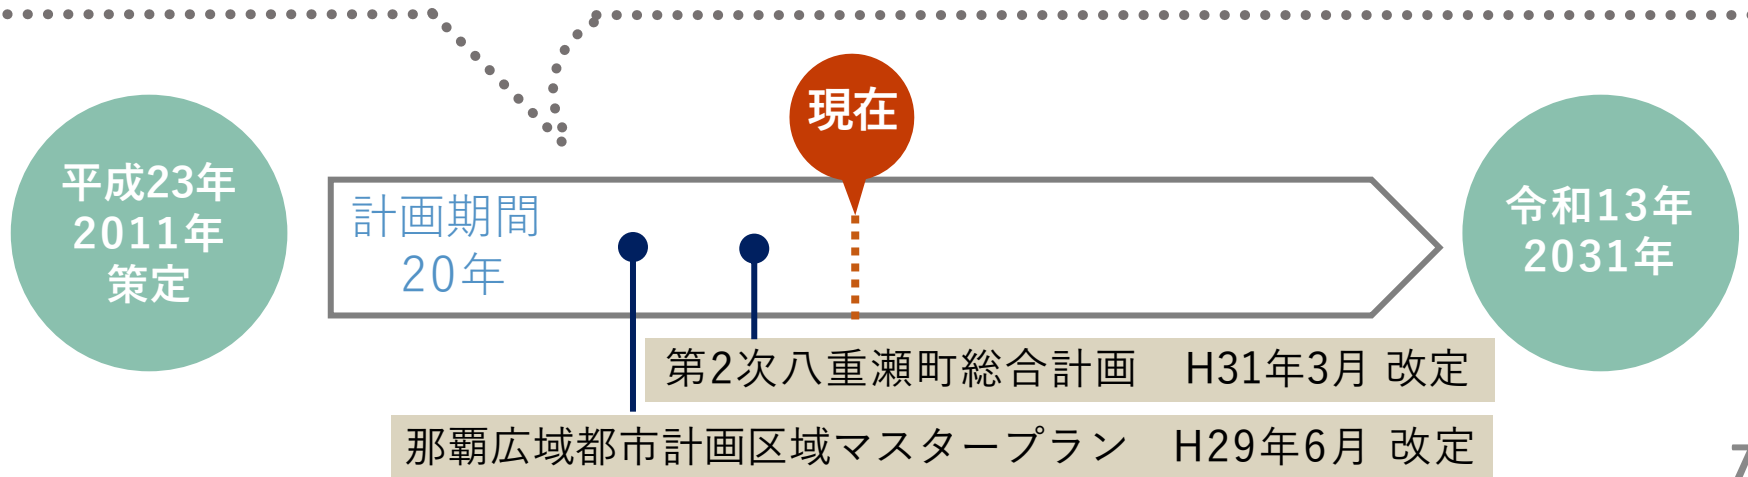 現在
平成23年
2011年
策定
計画期間
20年
令和13年
2031年
第2次八重瀬町総合計画　H31年3月 改定
那覇広域都市計画区域マスタープラン　H29年6月 改定
7